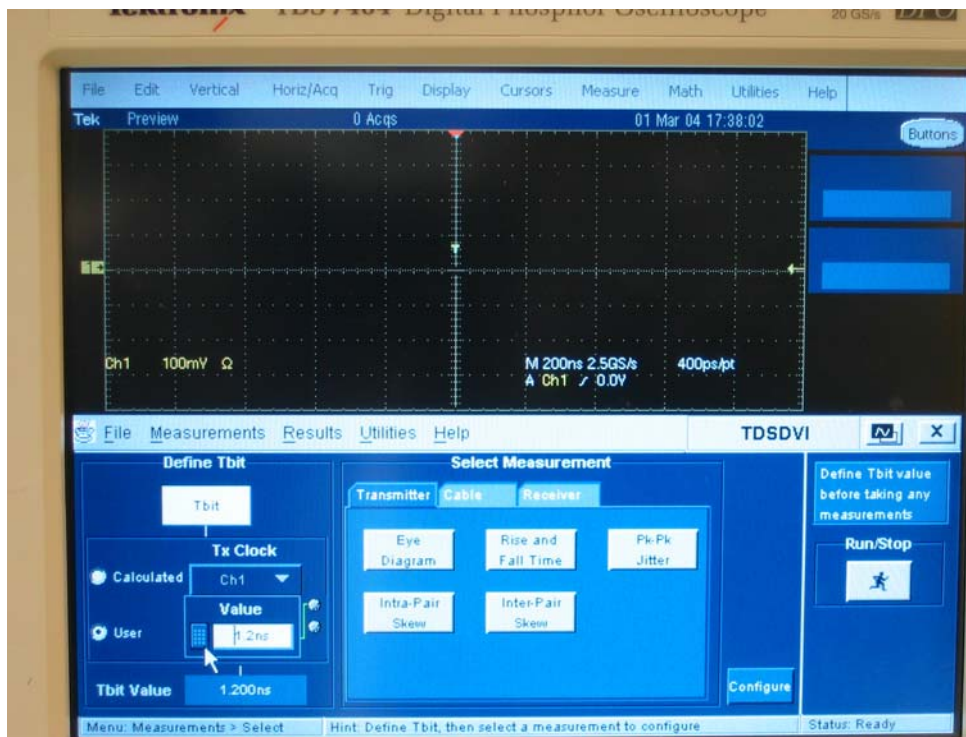 Tektronix TDS7404 Digital Phosphor Oscilloscope 20 GS/s DPO
File Edit Vertical Horiz/Acq Trig Display Cursors Measure Math Utilities Help
Tek Preview 0 Acqs 01 Mar 04 17:38:02
Buttons
T
1
Ch1 100mV Ω M 200ns 2.5GS/s 400ps/pt
A Ch1 0.0V
File Measurements Results Utilities Help TDSDVI X
Define Tbit
Tbit
Tx Clock
Calculated Ch1
Value
User 1.2ns
Tbit Value 1.200ns
Select Measurement
Transmitter Cable Receiver
Eye Diagram
Rise and Fall Time
Pk-Pk Jitter
Intra-Pair Skew
Inter-Pair Skew
Configure
Define Tbit value
before taking any
measurements
Run/Stop
Menu: Measurements > Select Hint: Define Tbit, then select a measurement to configure Status: Ready